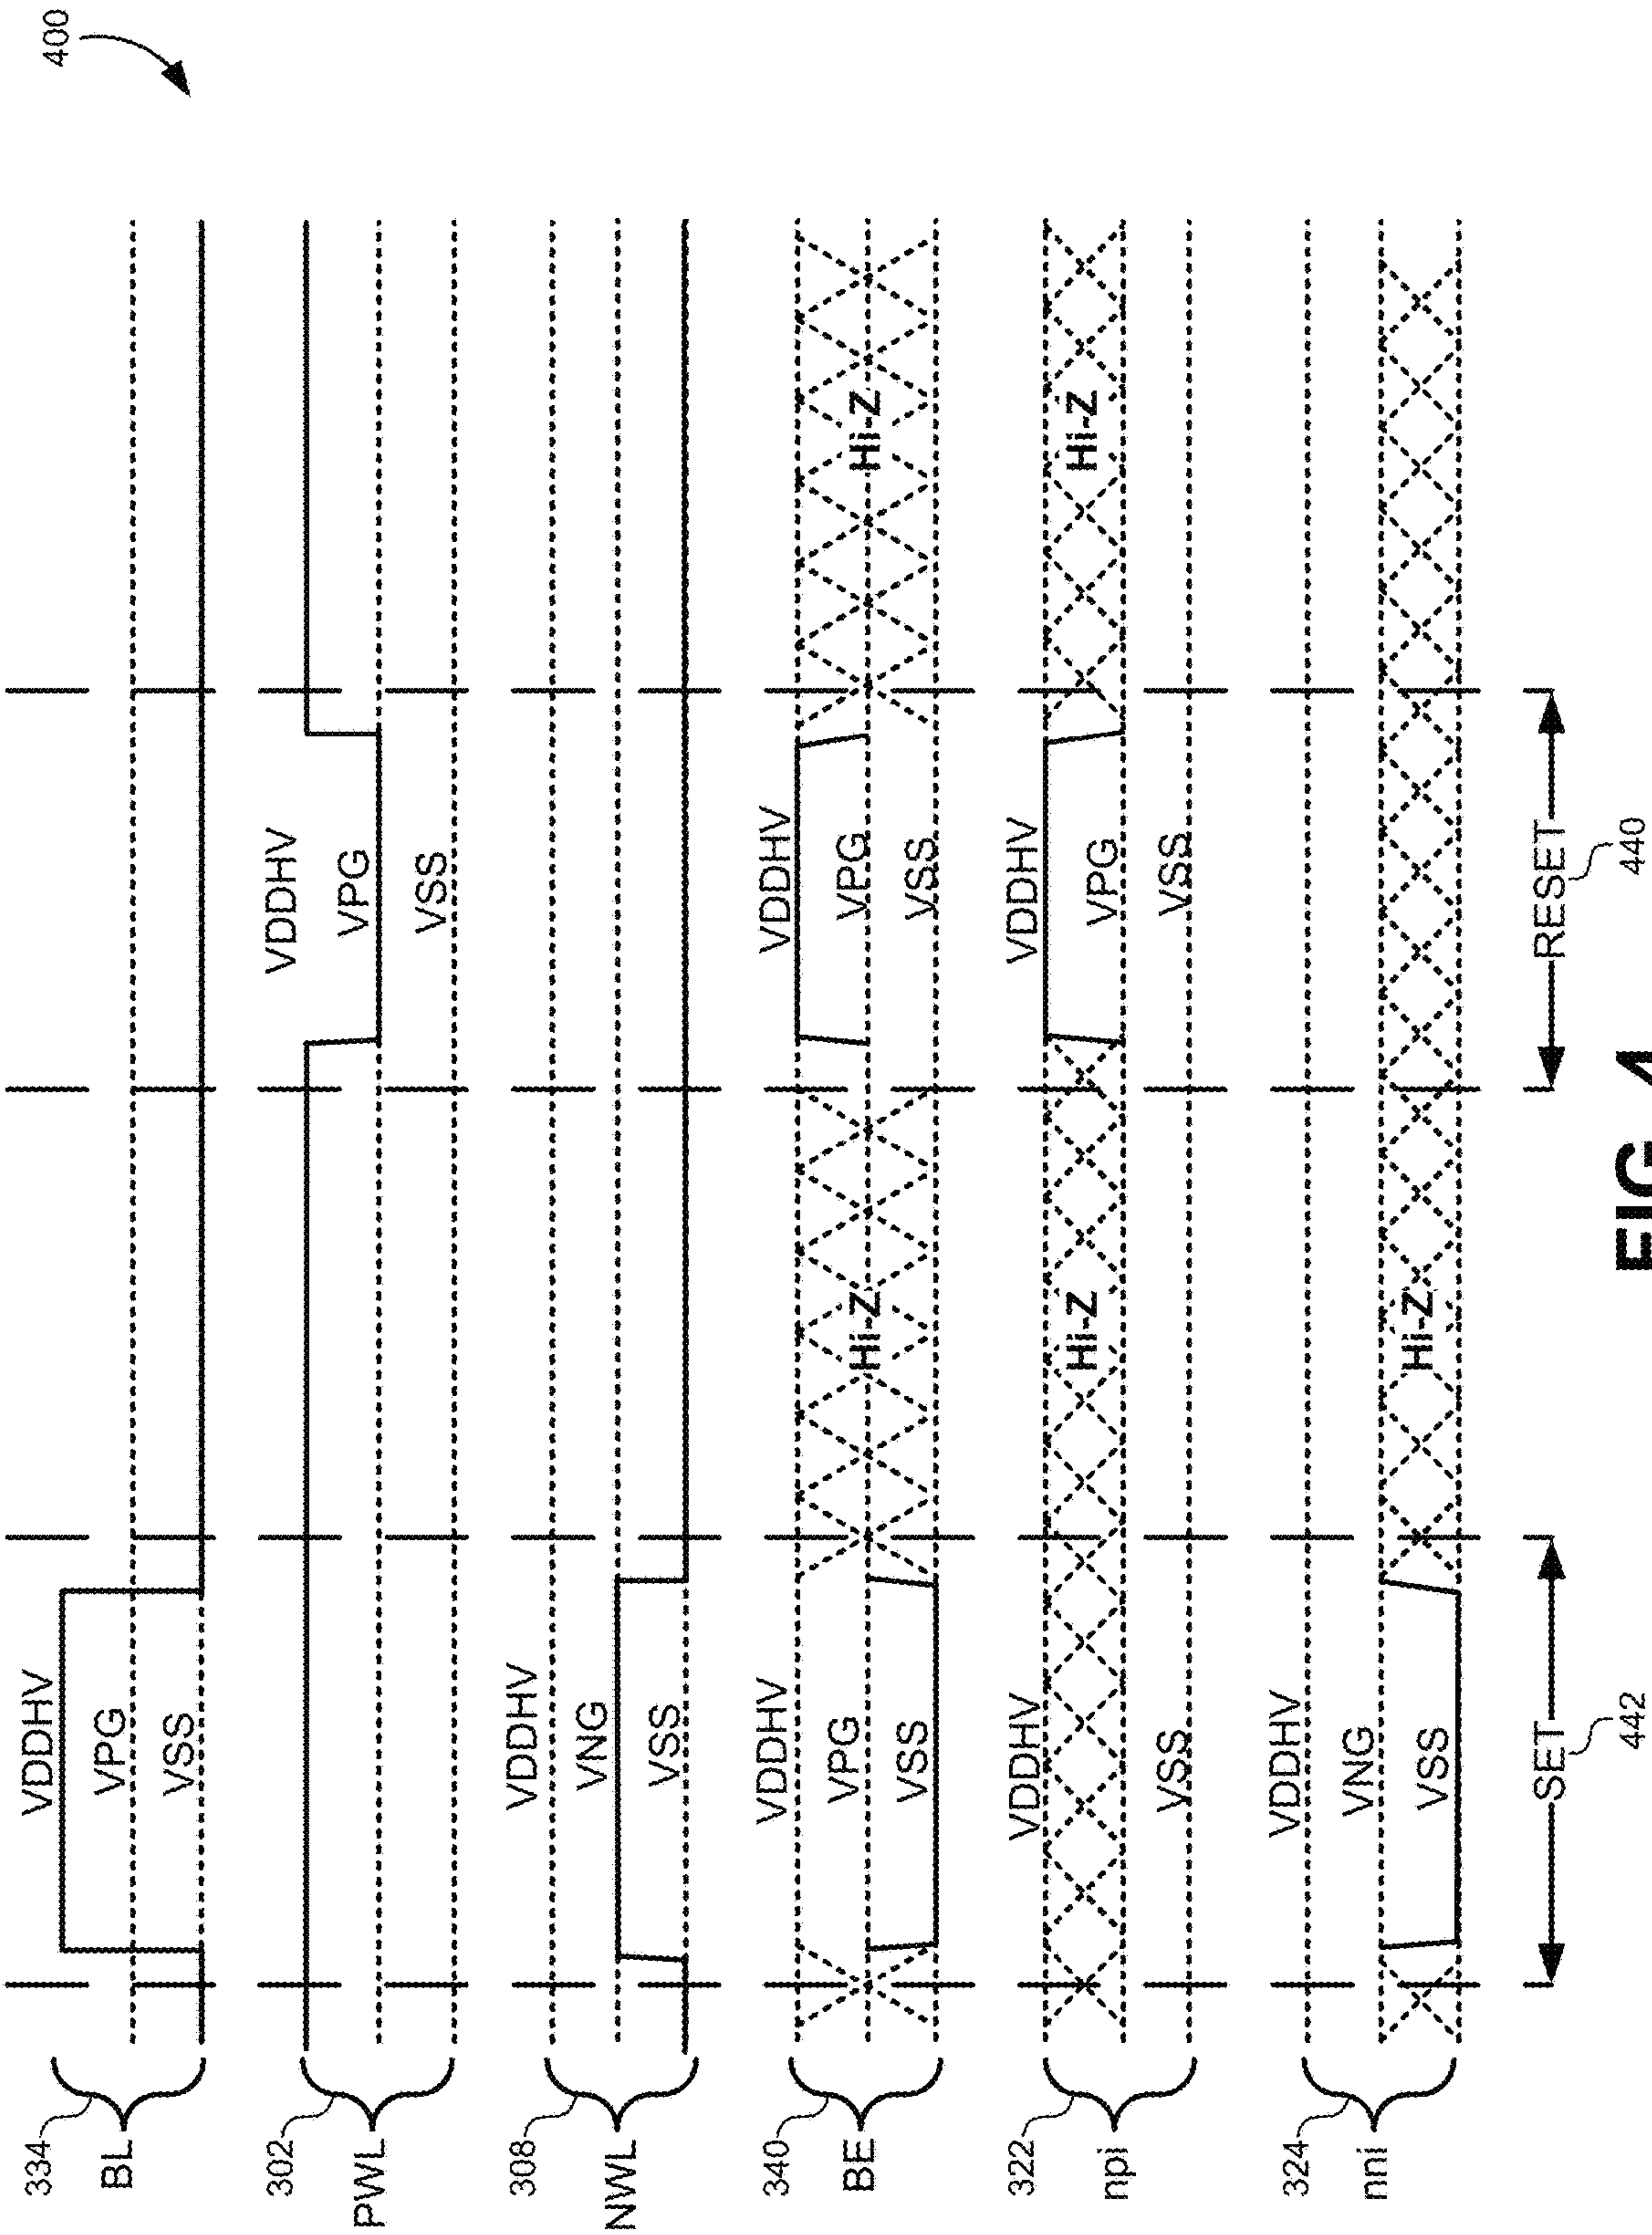 400
334
BL
VDDHV
VPG
VSS
302
PWL
VDDHV
VPG
VSS
308
NWL
VDDHV
VNG
VSS
340
BE
VDDHV
VPG
VSS
Hi-Z
VDDHV
VPG
VSS
Hi-Z
322
npi
VDDHV
VSS
Hi-Z
VDDHV
VPG
VSS
Hi-Z
324
nni
VDDHV
VNG
VSS
Hi-Z
SET
442
RESET
440
FIG. 4